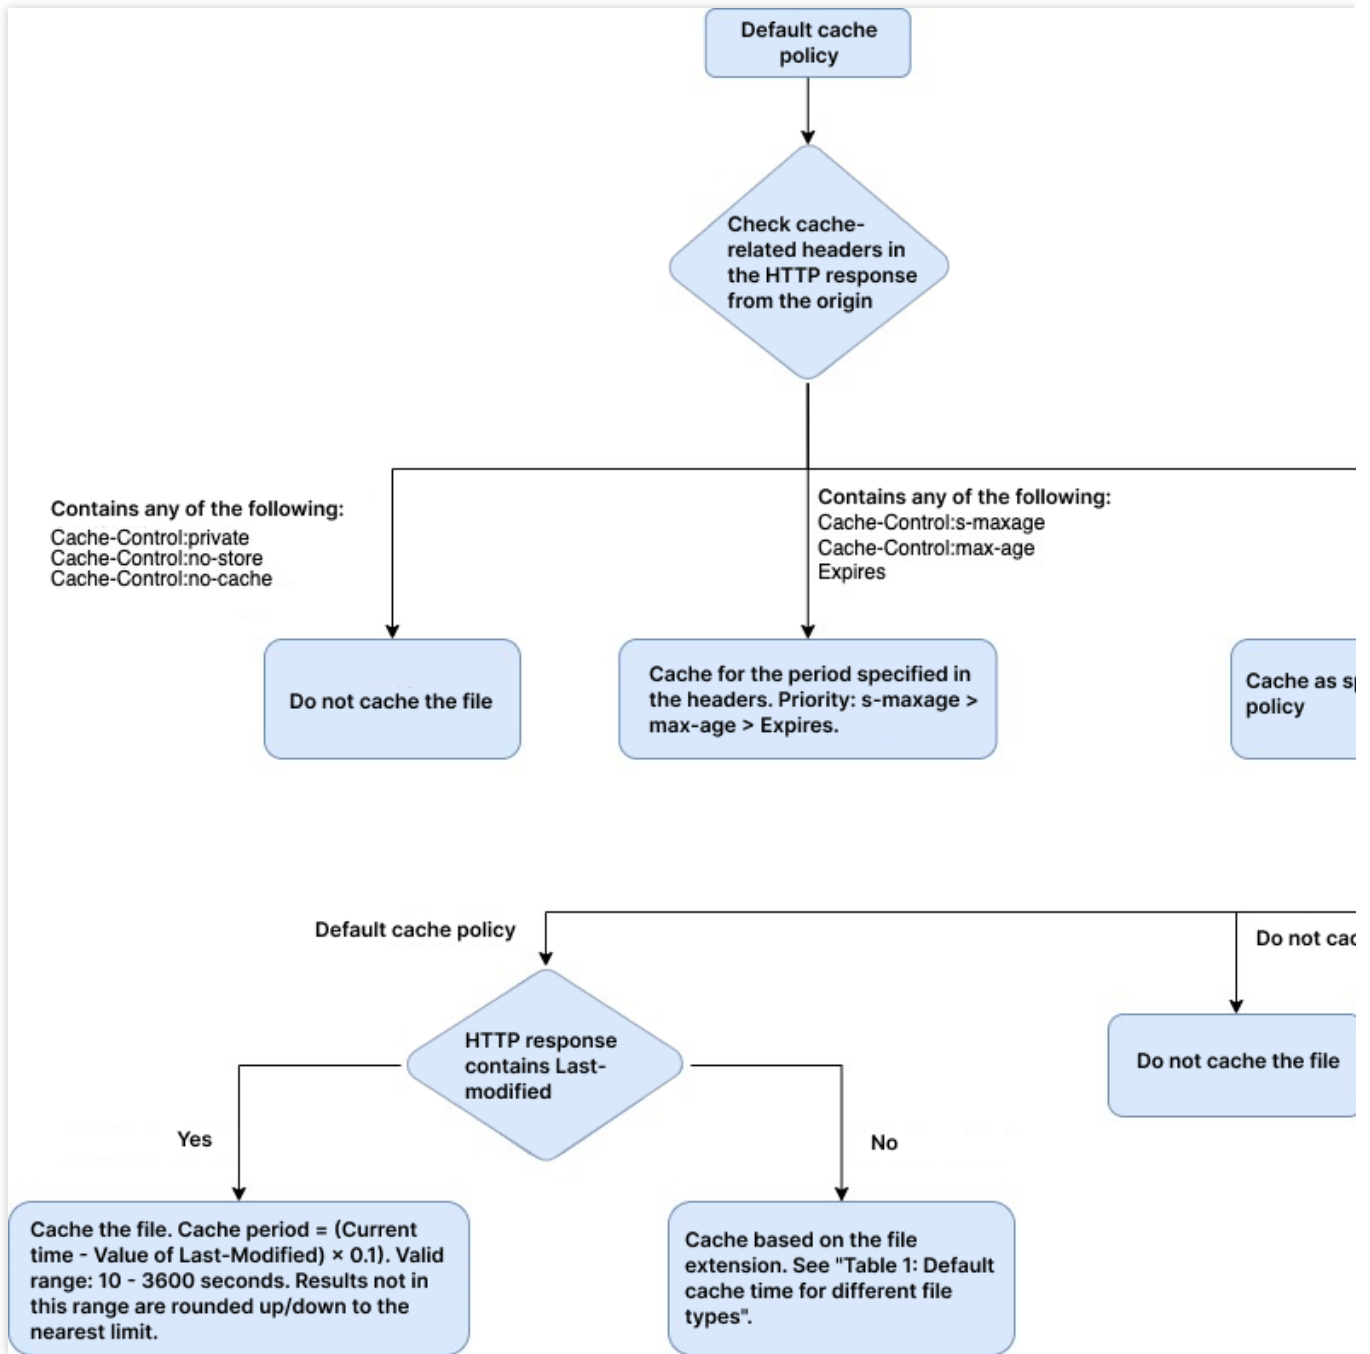 Default cache
policy
Check cache-
related headers in
the HTTP response
from the origin
Contains any of the following:
Cache-Control:private
Cache-Control:no-store
Cache-Control:no-cache
Contains any of the following:
Cache-Control:s-maxage
Cache-Control:max-age
Expires
Do not cache the file
Cache for the period specified in
the headers. Priority: s-maxage >
max-age > Expires.
Cache as
policy
Default cache policy
Do not
HTTP response
contains Last-
modified
Do not cache the file
Yes
No
Cache the file. Cache period = (Current
time - Value of Last-Modified) × 0.1). Valid
range: 10 - 3600 seconds. Results not in
this range are rounded up/down to the
nearest limit.
Cache based on the file
extension. See "Table 1: Default
cache time for different file
types".